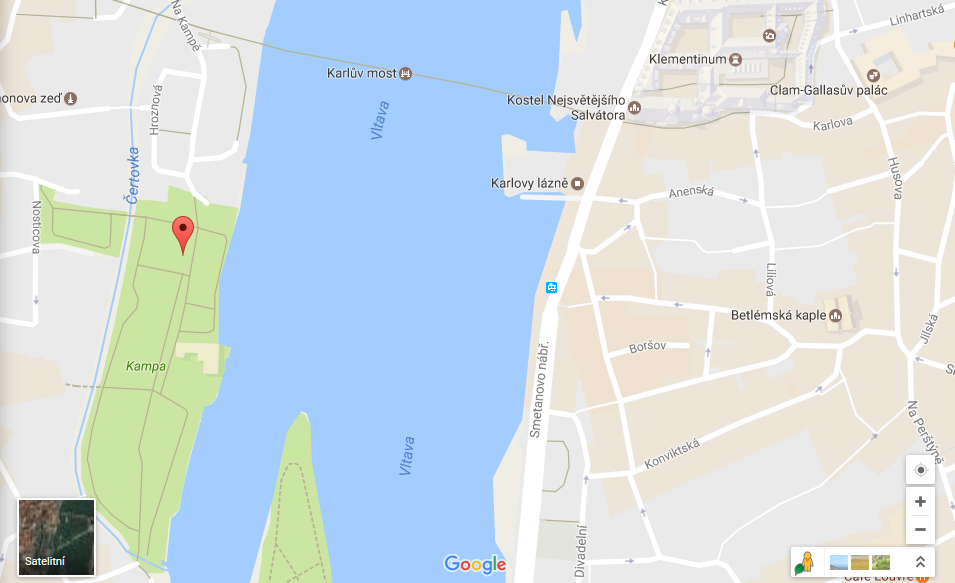 Na Kampě
Linhartská
Klementinum
Karlův most
Clam-Gallasův palác
onova zeď
Hroznová
Vltava
Kostel Nejsvětějšího
Salvátora
Karlova
Čertovka
Karlovy lázně
Anenská
Husova
Nosticova
Liliová
Betlémská kaple
Jilská
Boršov
Kampa
Smetanovo nábř.
Na Perštýně
Vltava
Konviktská
Divadelní
Satelitní
Google
Café Louvre